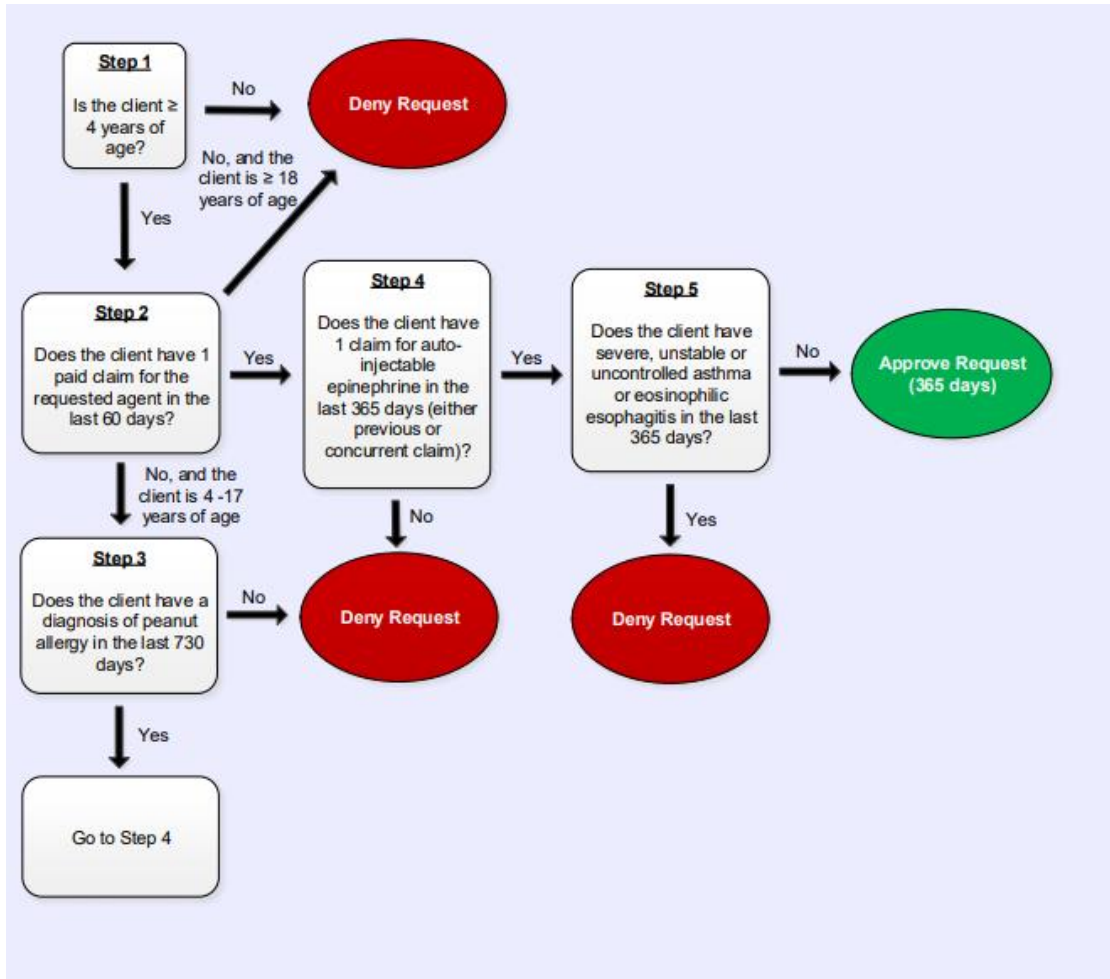 Step 1
Is the client ≥
4 years of
age?
No
Deny Request
No, and the
client is ≥ 18
years of age
Yes
Step 2
Does the client have 1
paid claim for the
requested agent in the
last 60 days?
Yes
Step 4
Does the client have
1 claim for auto-
injectable
epinephrine in the
last 365 days (either
previous or
concurrent claim)?
Yes
Step 5
Does the client have
severe, unstable or
uncontrolled asthma
or eosinophilic
esophagitis in the last
365 days?
No
Approve Request
(365 days)
No, and the
client is 4 -17
years of age
No
Yes
Step 3
Does the client have a
diagnosis of peanut
allergy in the last 730
days?
No
Deny Request
Deny Request
Yes
Go to Step 4